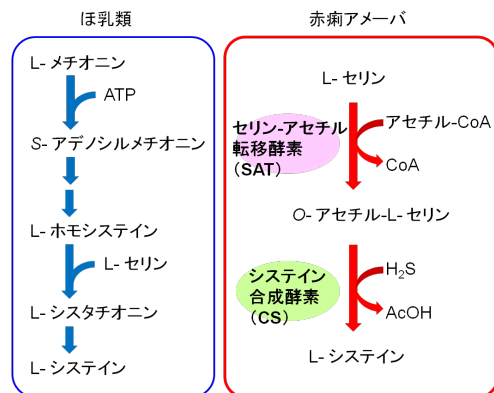 ほ乳類
L- メチオニン
ATP
S- アデノシルメチオニン
L- ホモシステイン
L- セリン
L- シスタチオニン
L- システイン
赤痢アメーバ
L- セリン
セリン-アセチル
転移酵素
(SAT)
アセチル-CoA
CoA
O- アセチル-L- セリン
システイン
合成酵素
(CS)
H₂S
AcOH
L- システイン